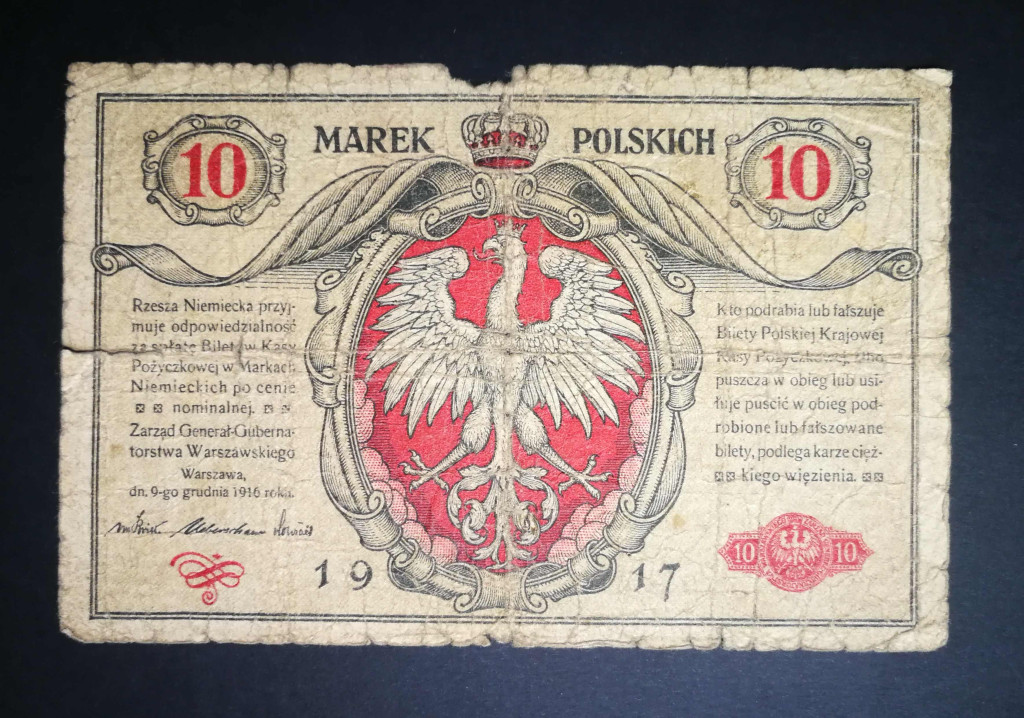 10 MAREK POLSKICH 10
Rzesza Niemiecka przyj-
muje odpowiedzialność
za spłatę Biletów Kasy
Pożyczkowej w Markach
Niemieckich po cenie
nominalnej.
Zarząd Generał-Guberna-
torstwa Warszawskiego
Warszawa,
dn. 9-go grudnia 1916 roku.
Kto podrabia lub fałszuje
Bilety Polskiej Krajowej
Kasy Pożyczkowej, albo
puszcza w obieg lub usi-
łuje puścić w obieg pod-
robione lub fałszowane
bilety, podlega karze cięż-
kiego więzienia.
19 17
10 10